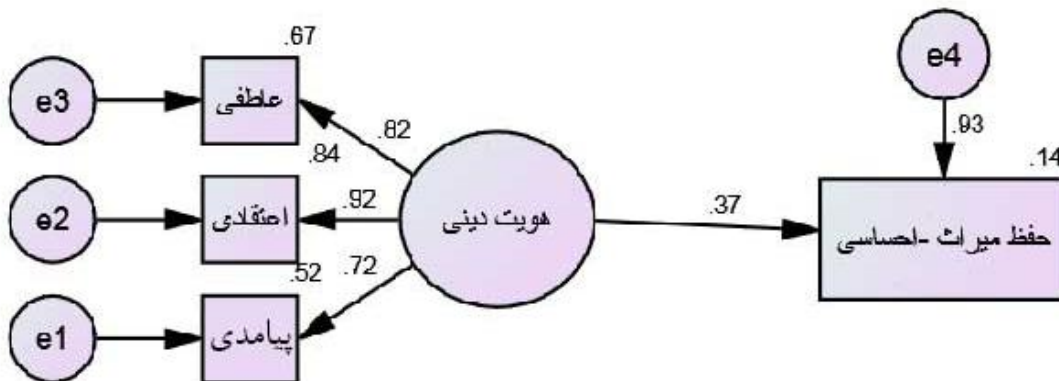 .67
e3
عاطفی
.82
.84
e2
اعتقادی
.92
.52
.72
e1
پیامدی
هویت دینی
.37
e4
.93
.14
حفظ میراث -احساسی